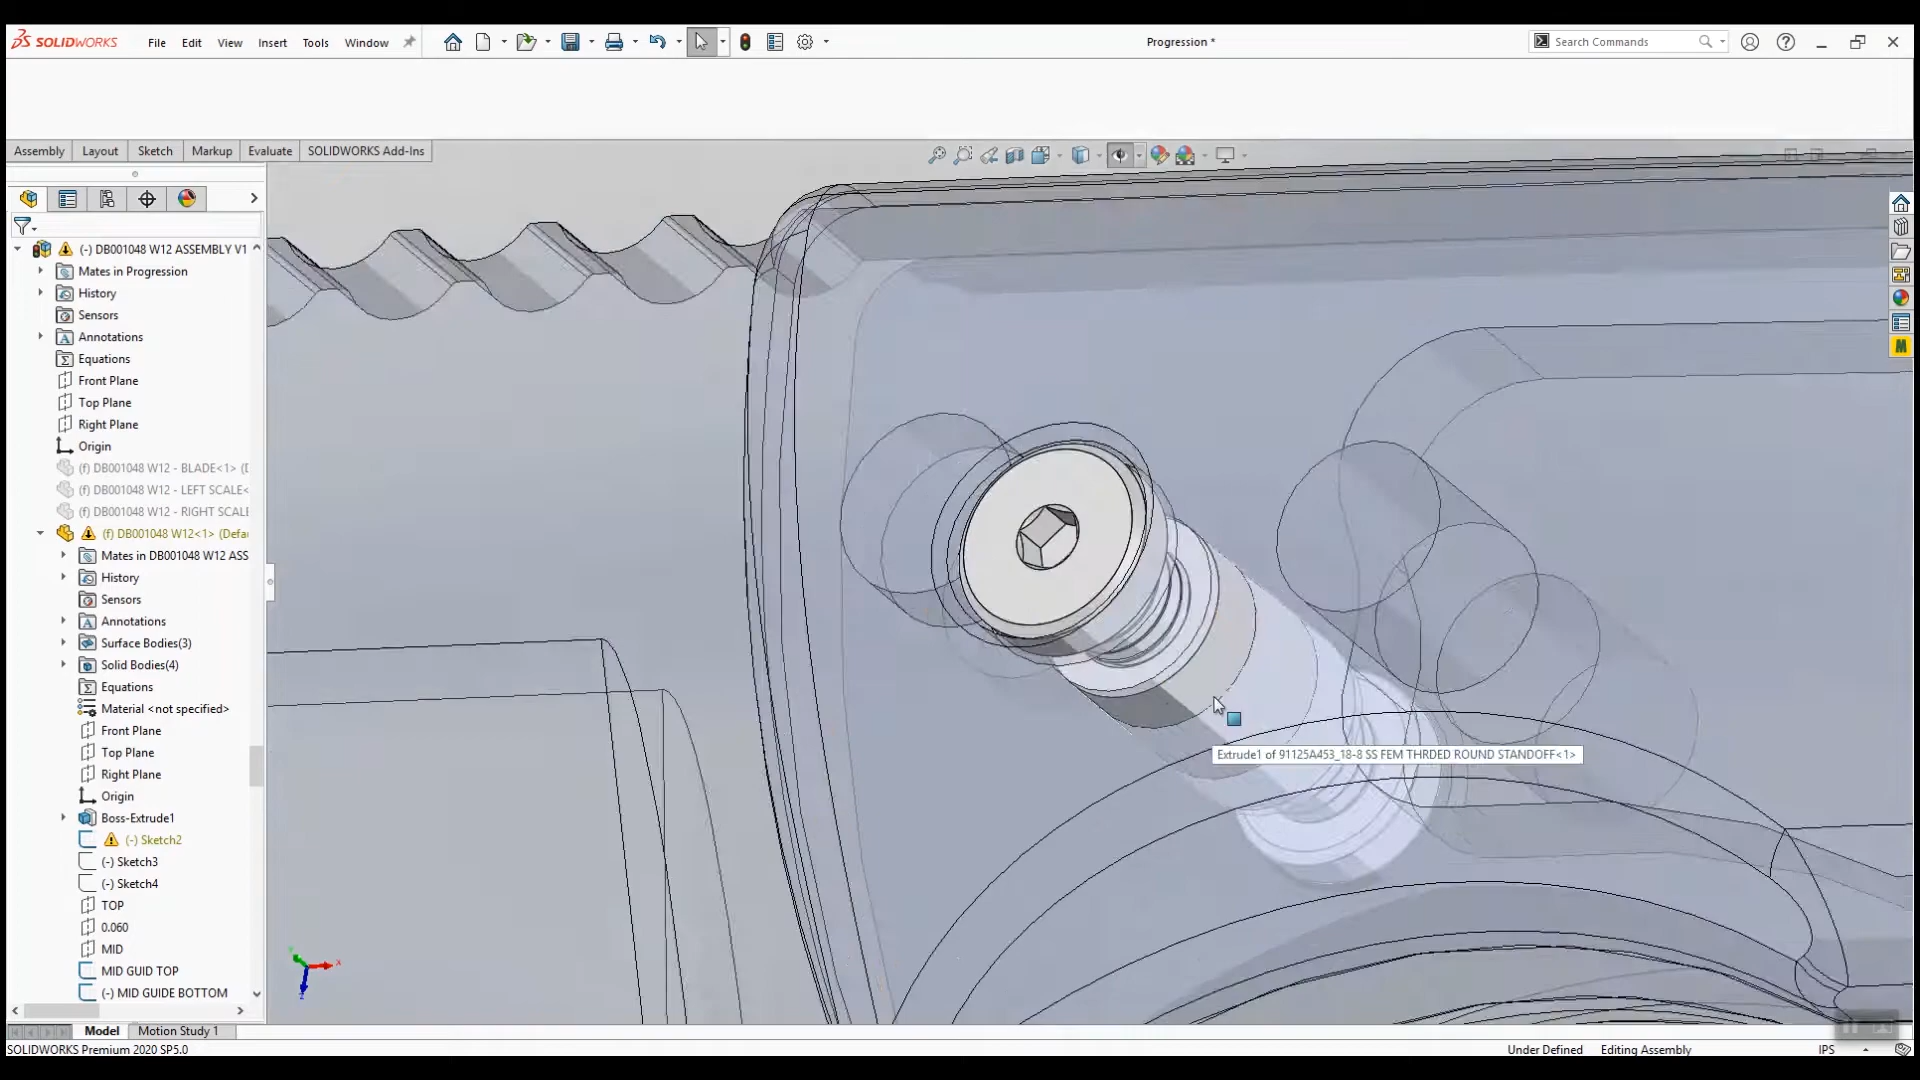 SOLIDWORKS File Edit View Insert Tools Window Progression * Search Commands
Assembly Layout Sketch Markup Evaluate SOLIDWORKS Add-Ins
(-) DB001048 W12 ASSEMBLY V1
Mates in Progression
History
Sensors
Annotations
Equations
Front Plane
Top Plane
Right Plane
Origin
(f) DB001048 W12 - BLADE<1> (D
(f) DB001048 W12 - LEFT SCALE<
(f) DB001048 W12 - RIGHT SCALE
(f) DB001048 W12<1> (Defau
Mates in DB001048 W12 ASS
History
Sensors
Annotations
Surface Bodies(3)
Solid Bodies(4)
Equations
Material <not specified>
Front Plane
Top Plane
Right Plane
Origin
Boss-Extrude1
(-) Sketch2
(-) Sketch3
(-) Sketch4
TOP
0.060
MID
MID GUID TOP
(-) MID GUIDE BOTTOM
Extrude1 of 91125A453_18-8 SS FEM THRDED ROUND STANDOFF<1>
x
z
Model Motion Study 1
SOLIDWORKS Premium 2020 SP5.0 Under Defined Editing Assembly IPS